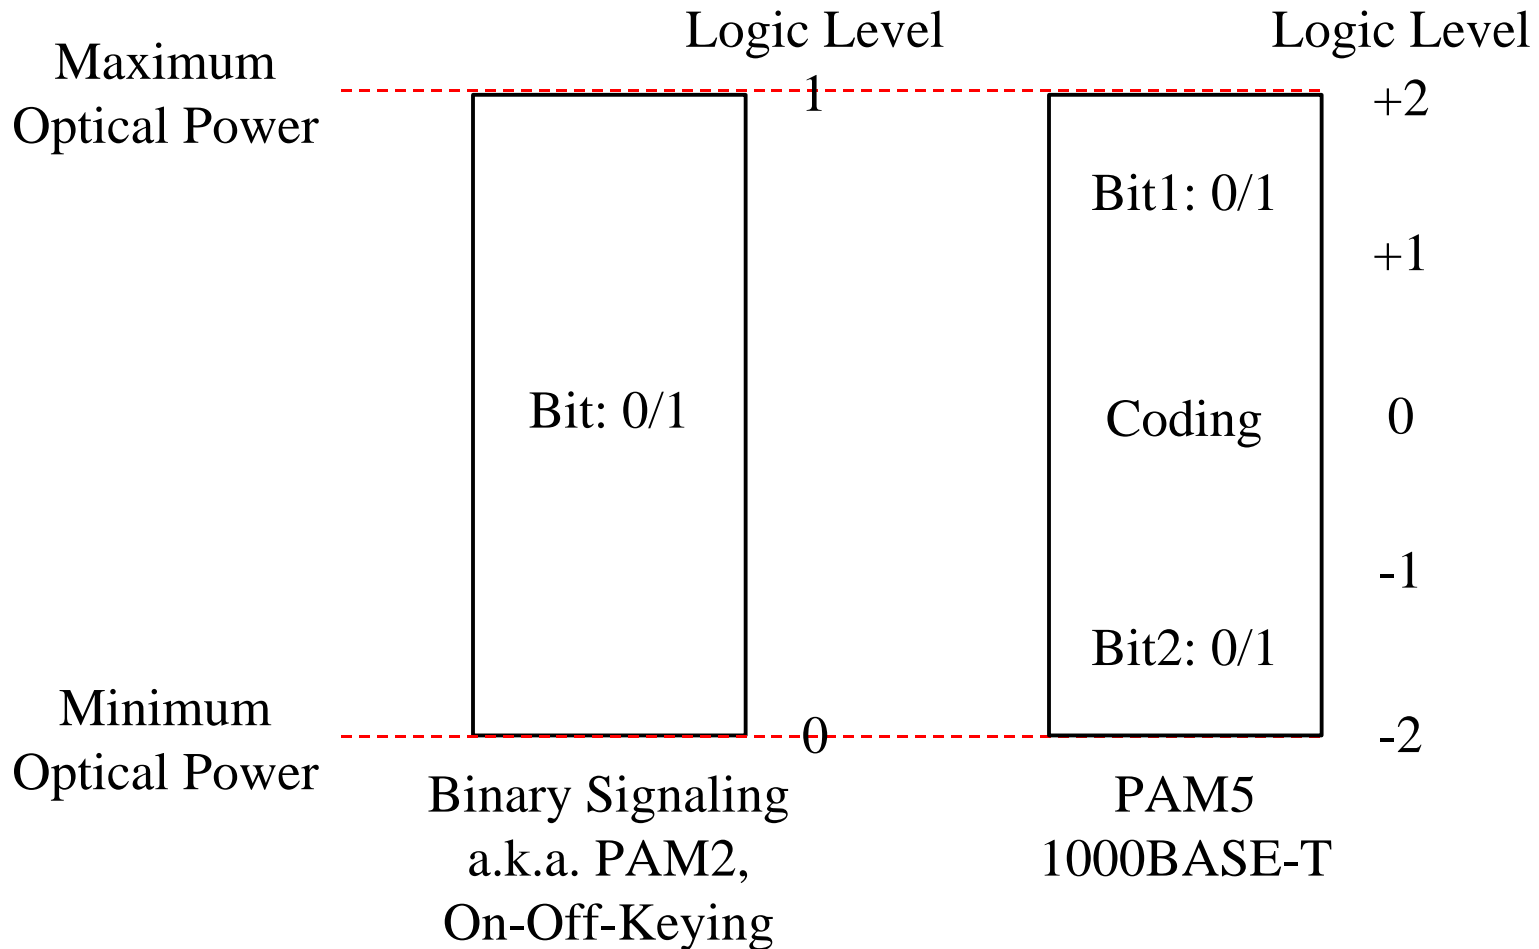 Logic Level
Logic Level
Maximum
Optical Power
1
+2
Bit1: 0/1
+1
Bit: 0/1
Coding
0
-1
Bit2: 0/1
Minimum
Optical Power
0
-2
Binary Signaling
a.k.a. PAM2,
On-Off-Keying
PAM5
1000BASE-T